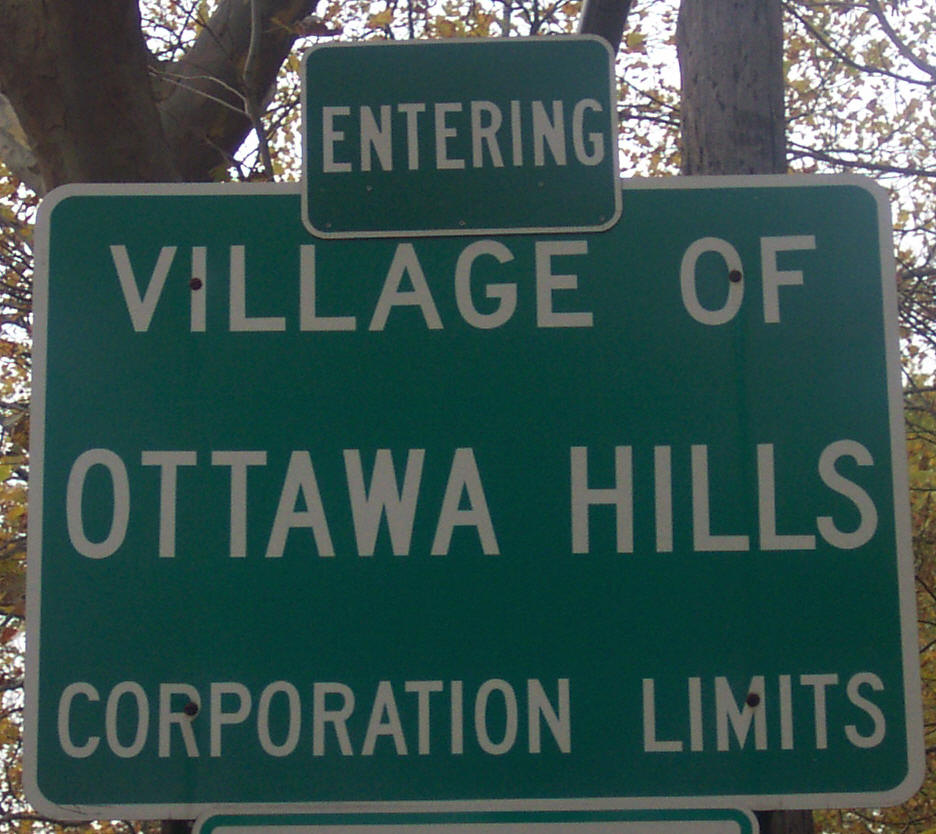 ENTERING
VILLAGE OF
OTTAWA HILLS
CORPORATION LIMITS